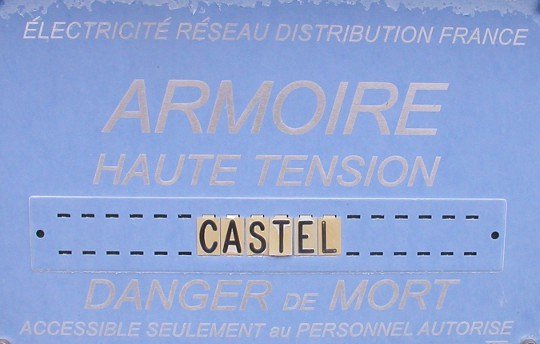 ÉLECTRICITÉ RÉSEAU DISTRIBUTION FRANCE
ARMOIRE
HAUTE TENSION
CASTEL
DANGER DE MORT
ACCESSIBLE SEULEMENT au PERSONNEL AUTORISE